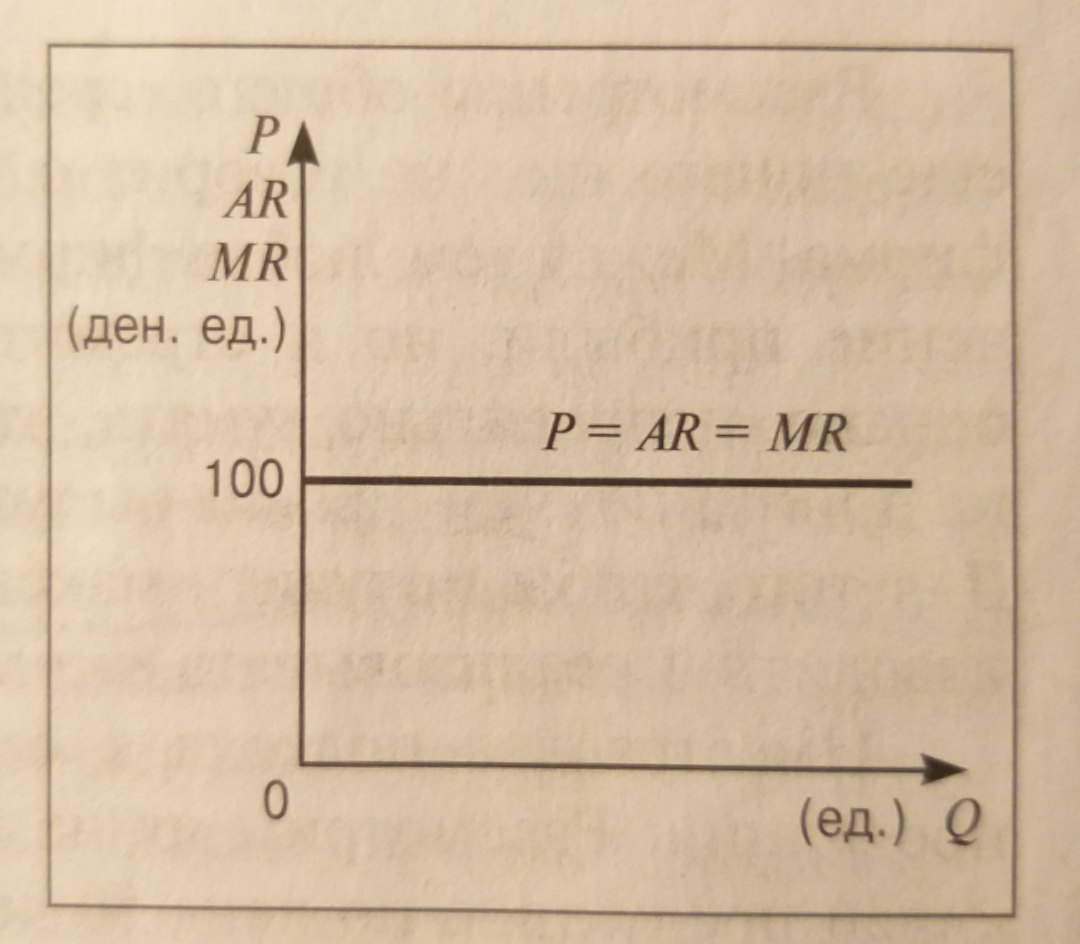 P
AR
MR
(ден. ед.)
P = AR = MR
100
0
(ед.) Q